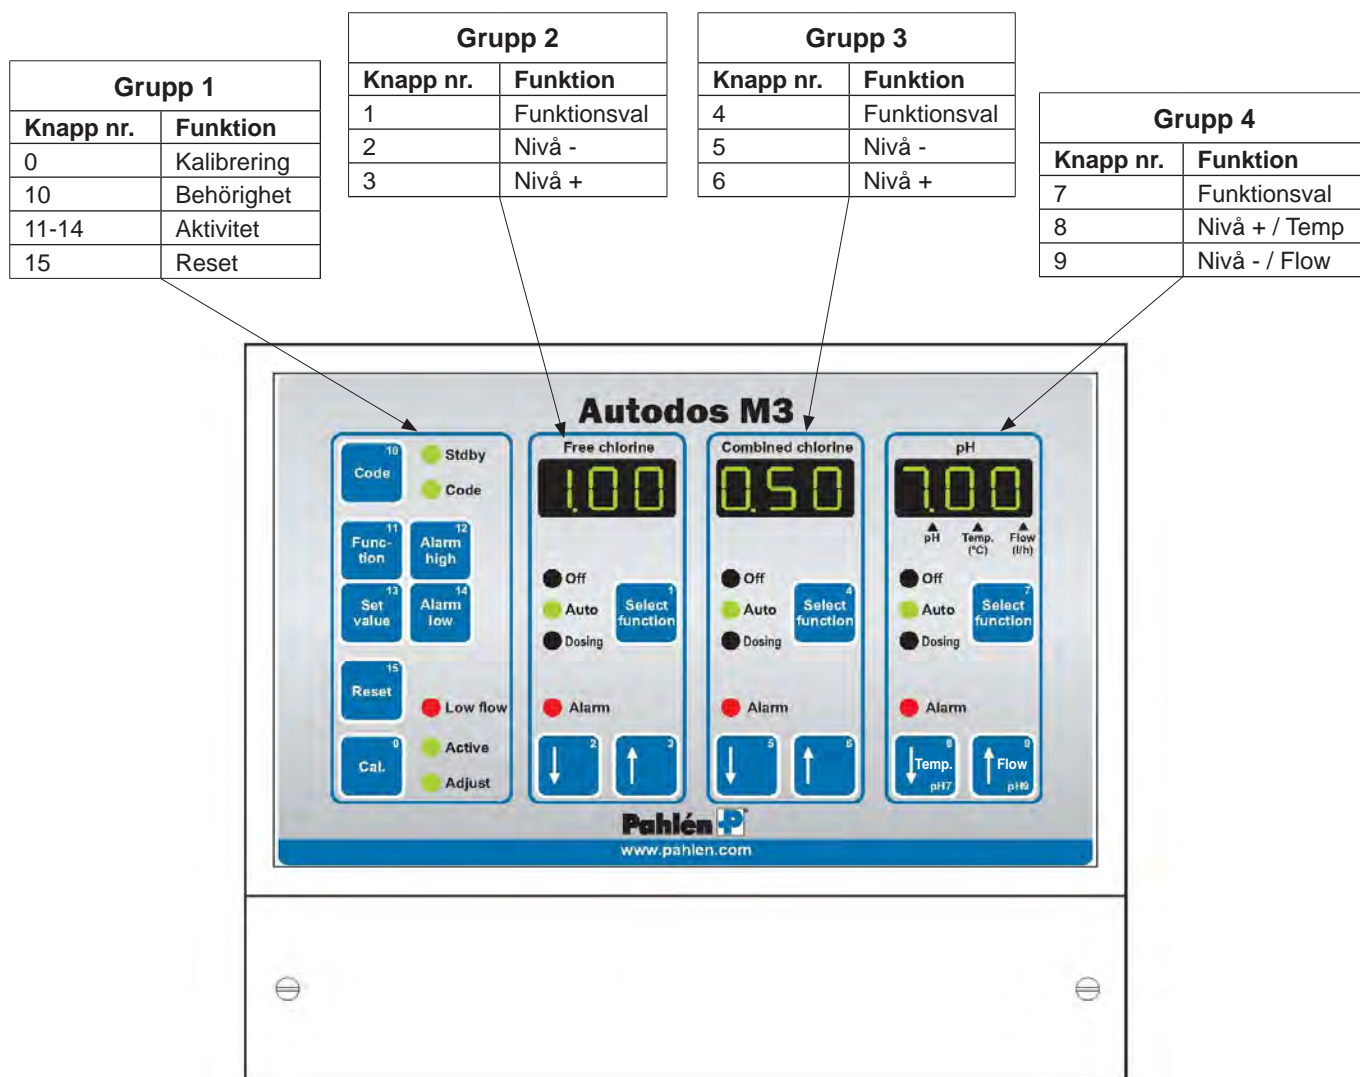 Grupp 1
Knapp nr. Funktion
0 Kalibrering
10 Behörighet
11-14 Aktivitet
15 Reset
Grupp 2
Knapp nr. Funktion
1 Funktionsval
2 Nivå -
3 Nivå +
Grupp 3
Knapp nr. Funktion
4 Funktionsval
5 Nivå -
6 Nivå +
Grupp 4
Knapp nr. Funktion
7 Funktionsval
8 Nivå + / Temp
9 Nivå - / Flow
Autodos M3
10
Code
Stdby
Code
11
Func-
tion
12
Alarm
high
13
Set
value
14
Alarm
low
15
Reset
Low flow
0
Cal.
Active
Adjust
Free chlorine
1.00
Off
Auto
Dosing
1
Select
function
Alarm
2
3
Combined chlorine
0.50
Off
Auto
Dosing
4
Select
function
Alarm
5
6
pH
7.00
pH Temp. Flow
(°C) (l/h)
Off
Auto
Dosing
7
Select
function
Alarm
8
Temp.
pH7
9
Flow
pH9
Pahlén P
www.pahlen.com